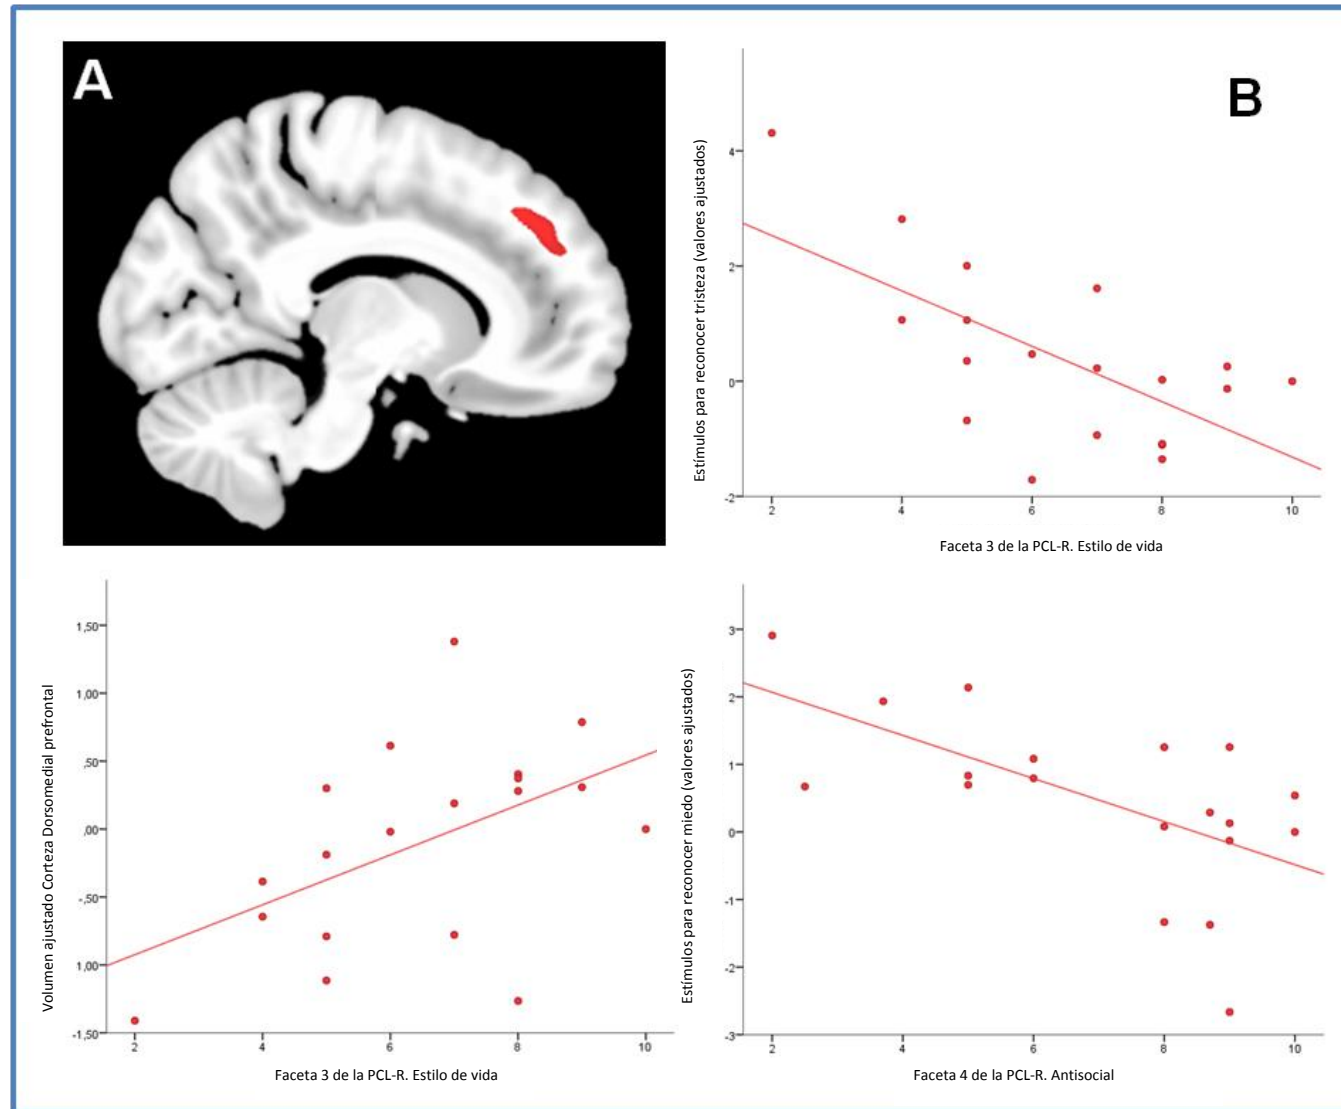 A
B
Estímulos para reconocer tristeza (valores ajustados)
4
2
0
-2
2 4 6 8 10
Faceta 3 de la PCL-R. Estilo de vida
Volumen ajustado Corteza Dorsomedial prefrontal
1,50
1,00
,50
,00
-,50
1,00
-1,50
2 4 6 8 10
Faceta 3 de la PCL-R. Estilo de vida
Estímulos para reconocer miedo (valores ajustados)
3
2
1
0
-1
-2
-3
2 4 6 8 10
Faceta 4 de la PCL-R. Antisocial